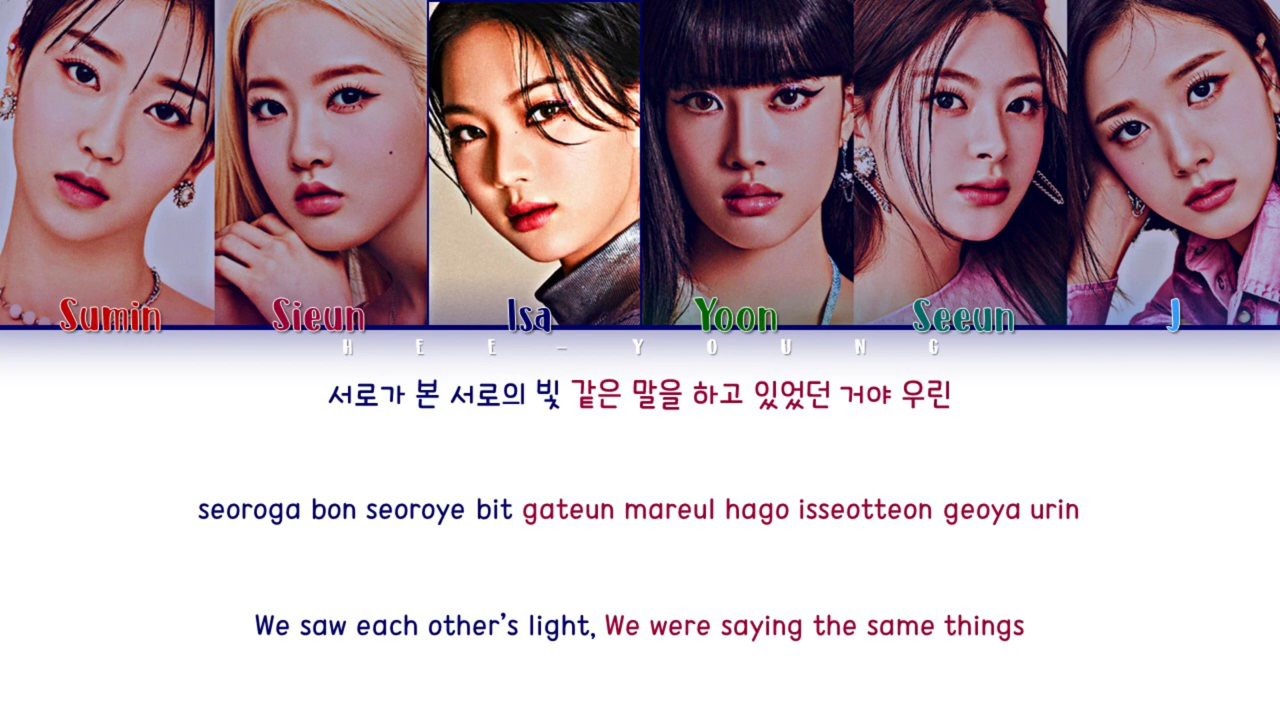 Sumin Sieun Isa Yoon Seeun J
HEE-YOUNG
서로가 본 서로의 빛 같은 말을 하고 있었던 거야 우린
seoroga bon seoroye bit gateun mareul hago isseotteon geoya urin
We saw each other's light, We were saying the same things